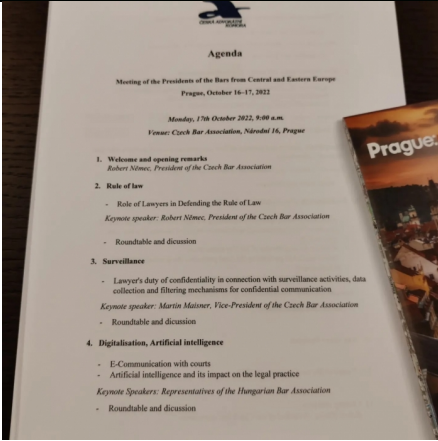 ČESKÁ ADVOKÁTNÍ
KOMORA
Agenda
Meeting of the Presidents of the Bars from Central and Eastern Europe
Prague, October 16-17, 2022
Monday, 17th October 2022, 9:00 a.m.
Venue: Czech Bar Association, Národní 16, Prague
1. Welcome and opening remarks
Robert Němec, President of the Czech Bar Association
2. Rule of law
- Role of Lawyers in Defending the Rule of Law
Keynote speaker: Robert Němec, President of the Czech Bar Association
- Roundtable and dicussion
3. Surveillance
- Lawyer's duty of confidentiality in connection with surveillance activities, data
collection and filtering mechanisms for confidential communication
Keynote speaker: Martin Maisner, Vice-President of the Czech Bar Association
- Roundtable and dicussion
4. Digitalisation, Artificial intelligence
- E-Communication with courts
- Artificial intelligence and its impact on the legal practice
Keynote Speakers: Representatives of the Hungarian Bar Association
- Roundtable and dicussion
Prague: